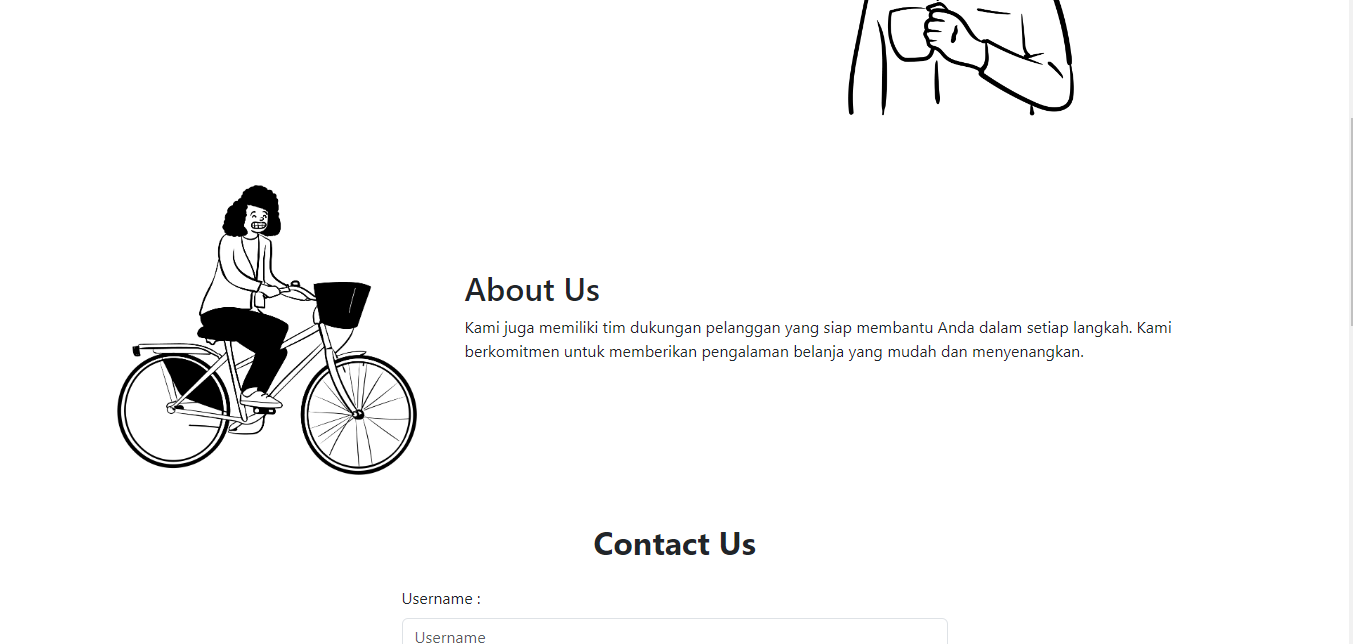 About Us
Kami juga memiliki tim dukungan pelanggan yang siap membantu Anda dalam setiap langkah. Kami
berkomitmen untuk memberikan pengalaman belanja yang mudah dan menyenangkan.
Contact Us
Username :
Username